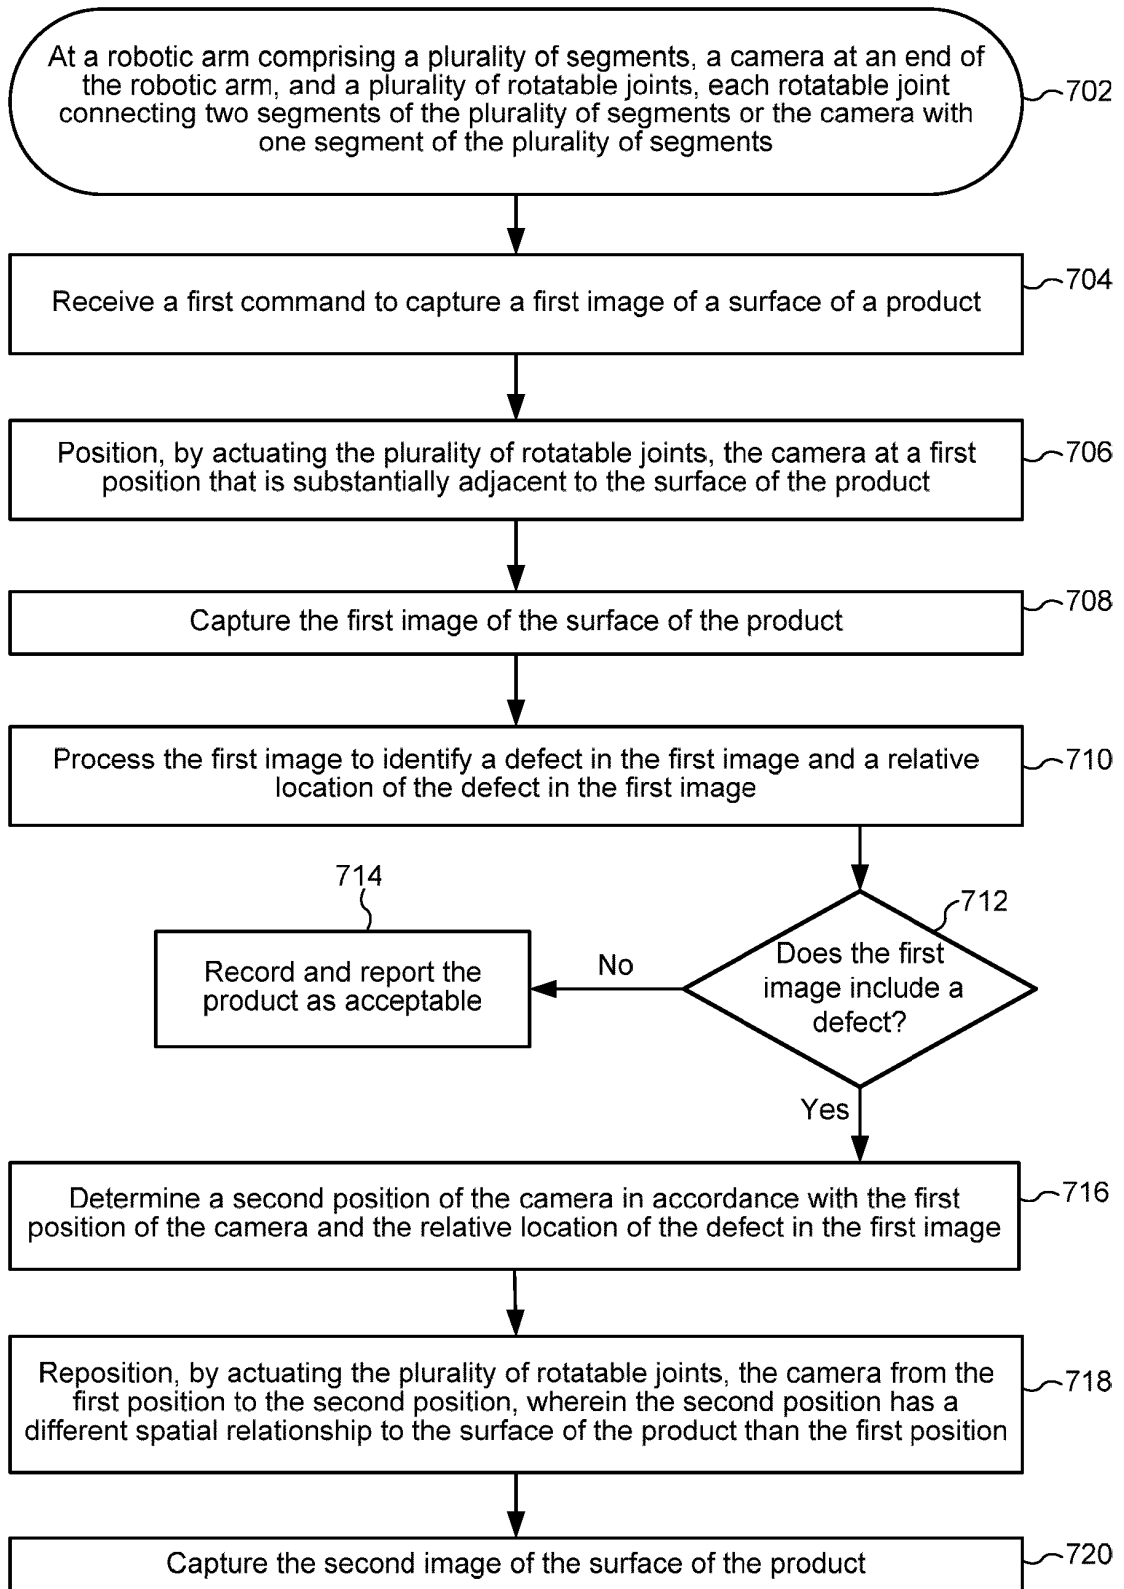 At a robotic arm comprising a plurality of segments, a camera at an end of
the robotic arm, and a plurality of rotatable joints, each rotatable joint
connecting two segments of the plurality of segments or the camera with
one segment of the plurality of segments
702
Receive a first command to capture a first image of a surface of a product
704
Position, by actuating the plurality of rotatable joints, the camera at a first
position that is substantially adjacent to the surface of the product
706
Capture the first image of the surface of the product
708
Process the first image to identify a defect in the first image and a relative
location of the defect in the first image
710
714
712
Does the first
image include a
defect?
No
Record and report the
product as acceptable
Yes
Determine a second position of the camera in accordance with the first
position of the camera and the relative location of the defect in the first image
716
Reposition, by actuating the plurality of rotatable joints, the camera from the
first position to the second position, wherein the second position has a
different spatial relationship to the surface of the product than the first position
718
Capture the second image of the surface of the product
720